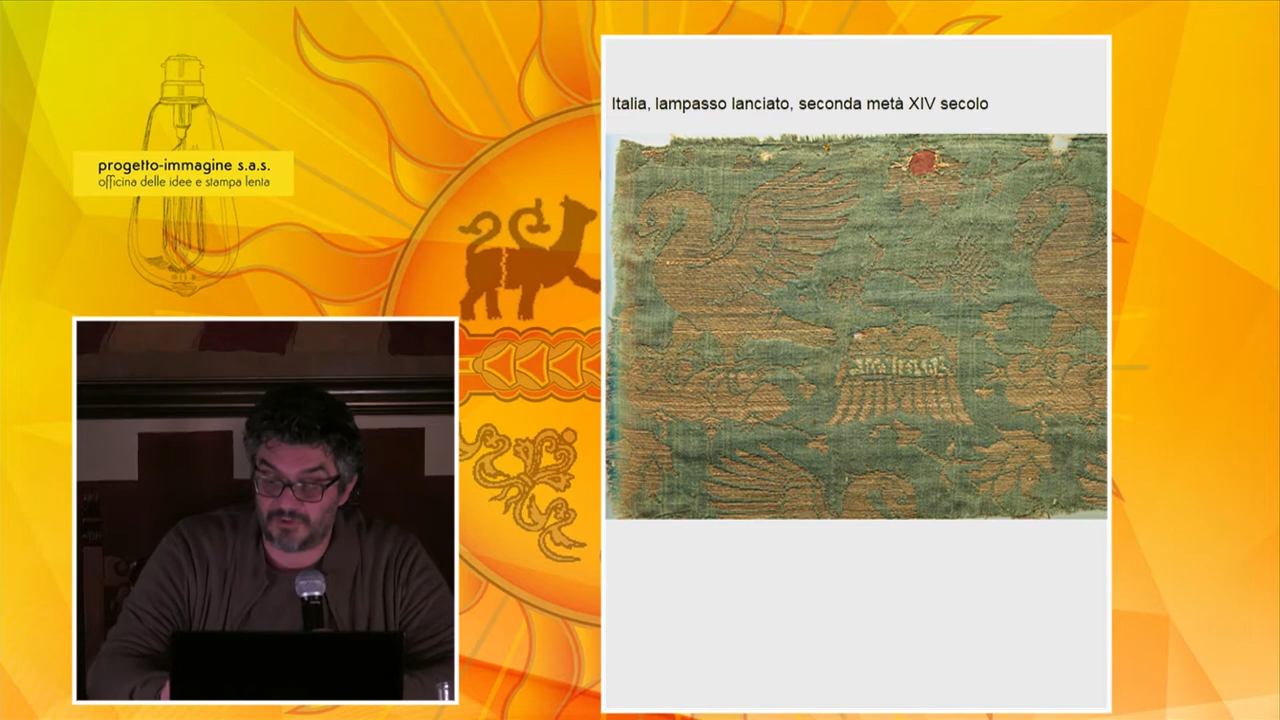 progetto-immagine s.a.s.
officina delle idee e stampa lenta
Italia, lampasso lanciato, seconda metà XIV secolo